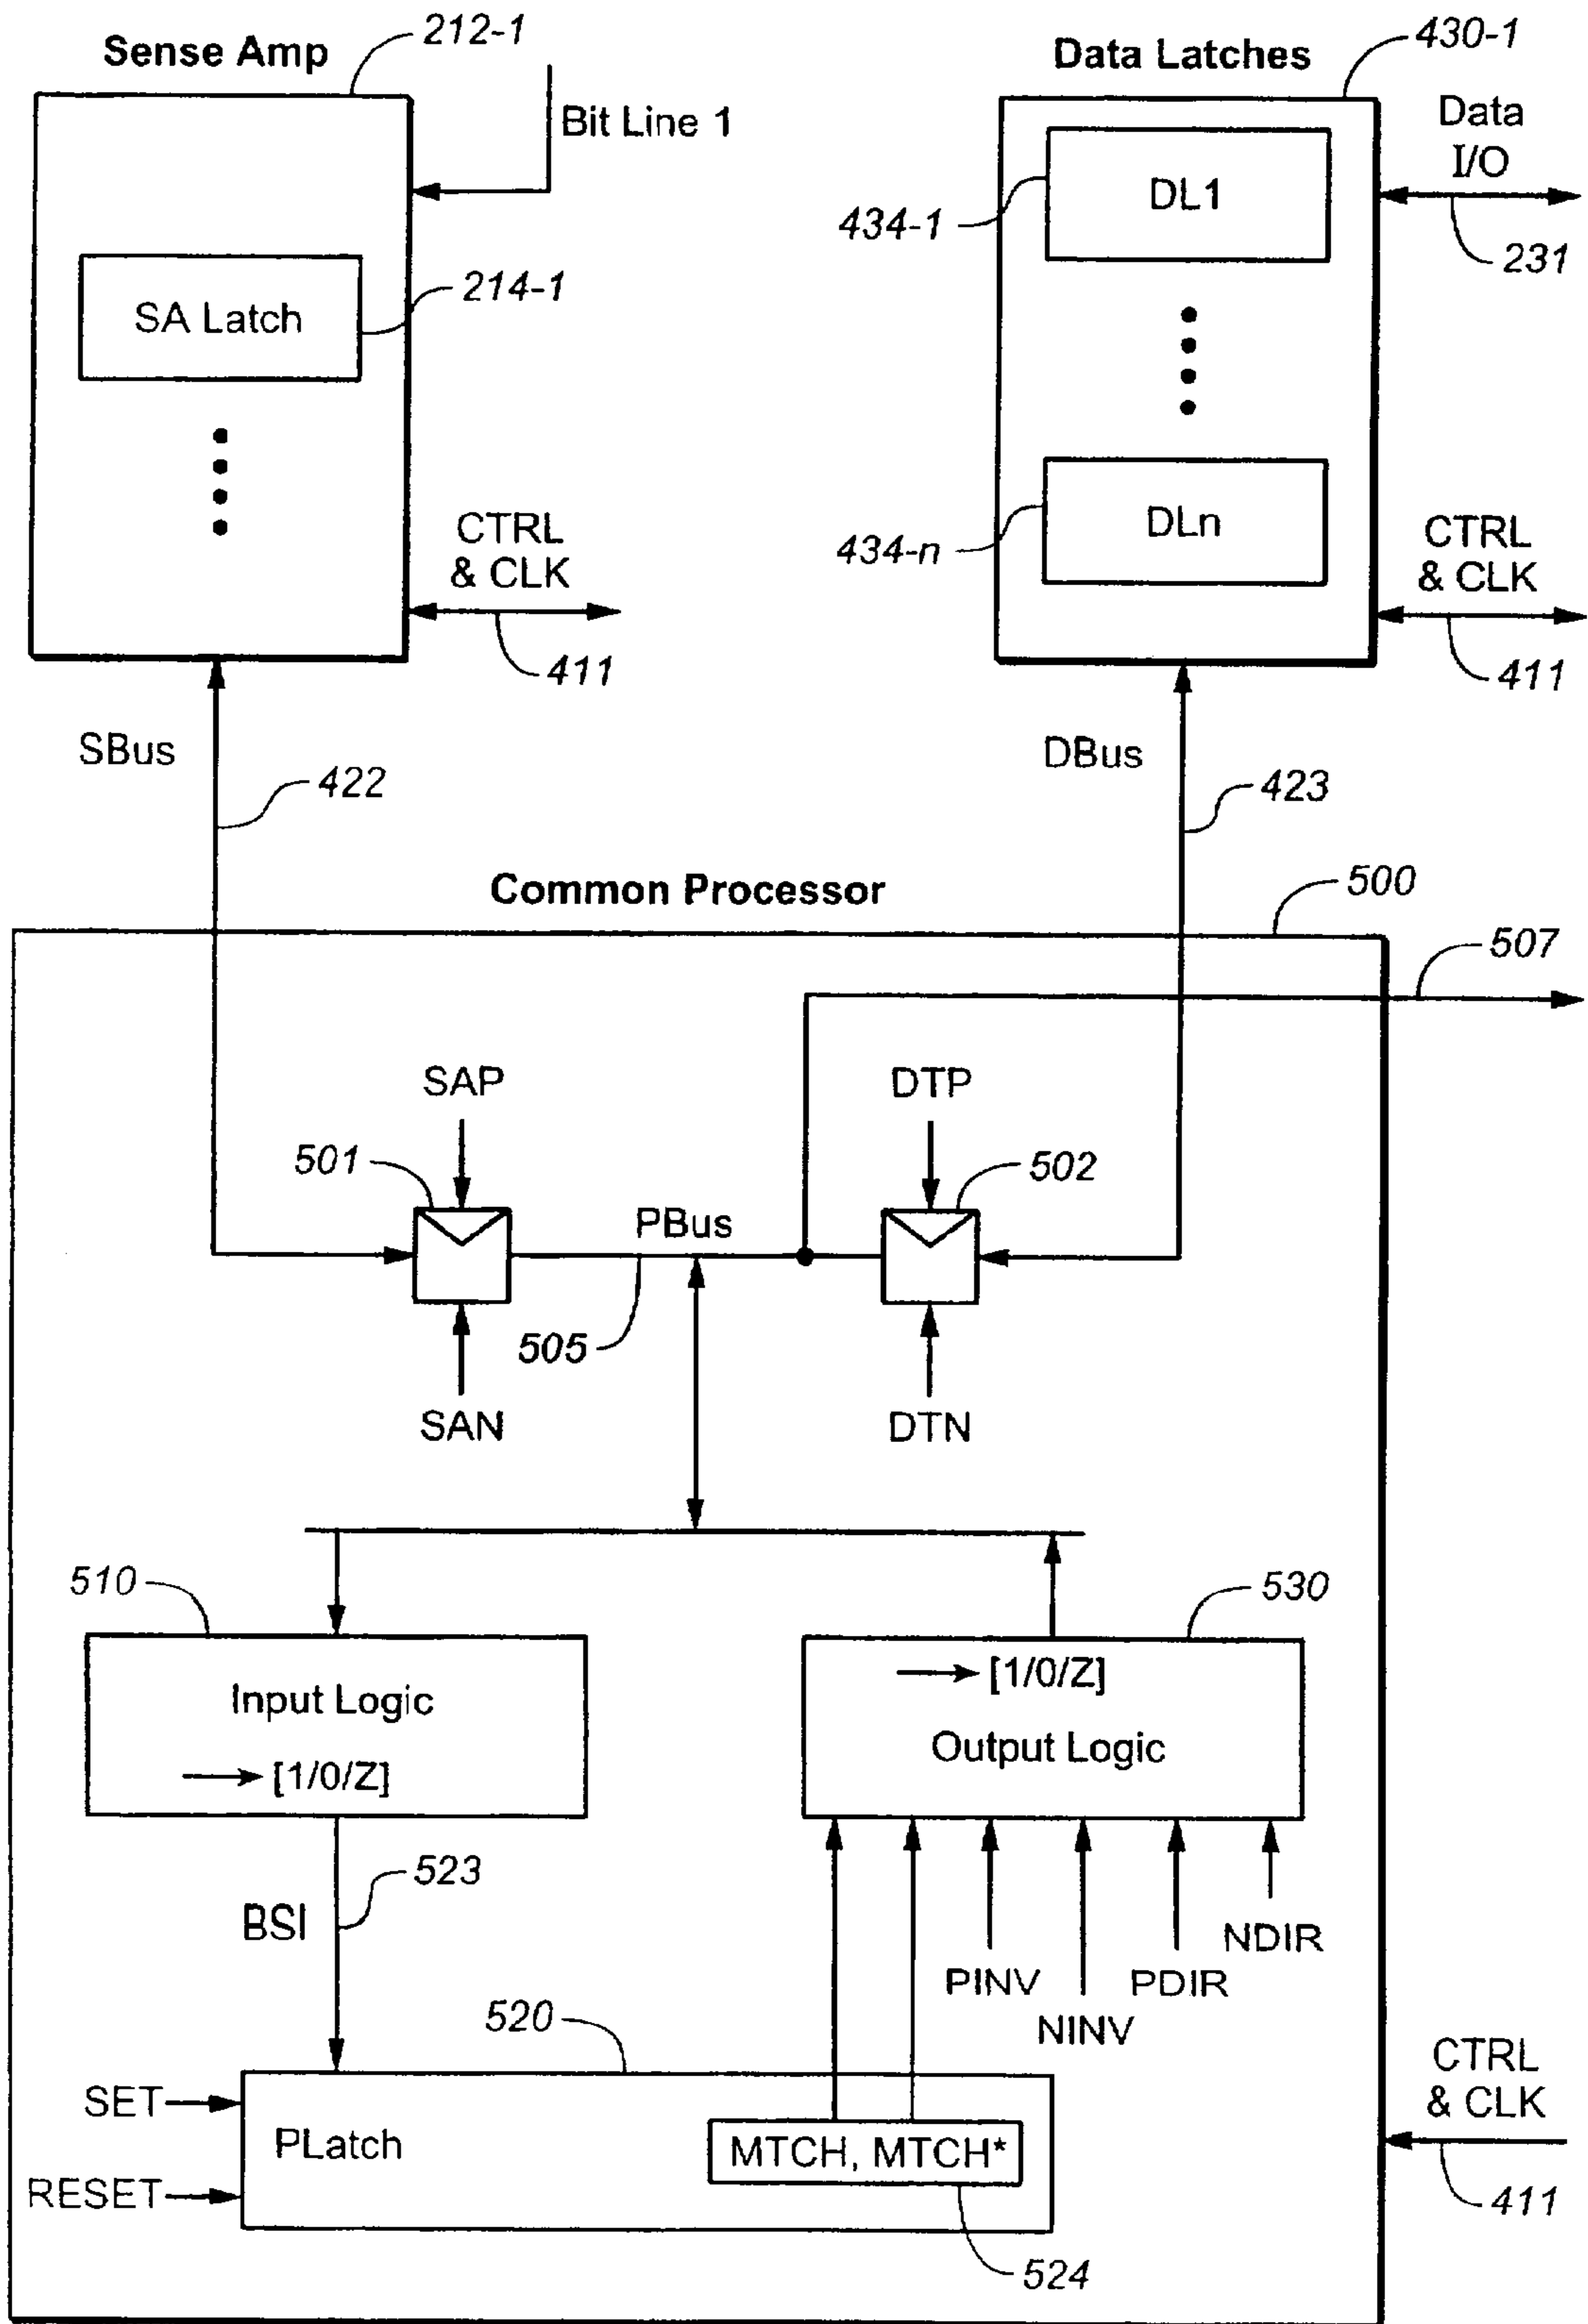 Sense Amp
212-1
Bit Line 1
SA Latch
214-1
CTRL
& CLK
411
Data Latches
430-1
Data
I/O
231
DL1
434-1
DLn
434-n
CTRL
& CLK
411
SBus
422
DBus
423
Common Processor
500
507
SAP
501
SAN
PBus
505
DTP
502
DTN
510
Input Logic
[1/0/Z]
530
[1/0/Z]
Output Logic
523
BSI
PINV
NINV
PDIR
NDIR
520
SET
RESET
PLatch
MTCH, MTCH*
524
CTRL
& CLK
411